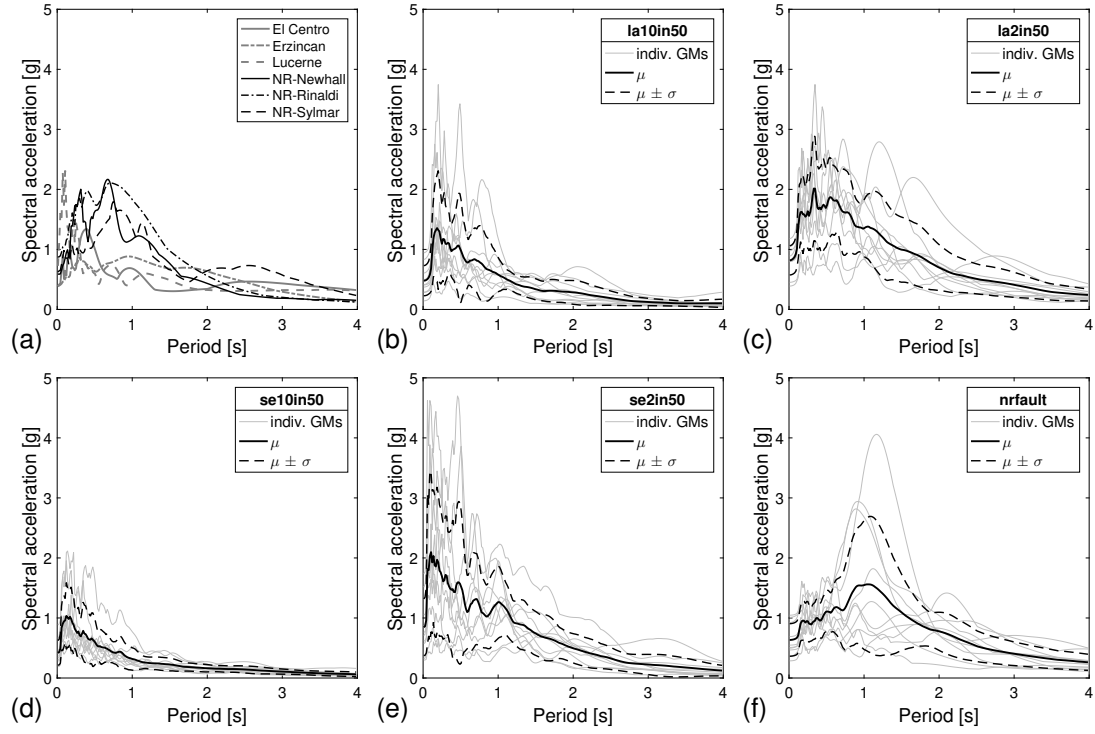 Spectral acceleration [g]
5
4
3
2
1
0
El Centro
Erzincan
Lucerne
NR-Newhall
NR-Rinaldi
NR-Sylmar
0 1 2 3 4
Period [s]
(a)
Spectral acceleration [g]
5
4
3
2
1
0
la10in50
indiv. GMs
μ
μ ± σ
0 1 2 3 4
Period [s]
(b)
Spectral acceleration [g]
5
4
3
2
1
0
la2in50
indiv. GMs
μ
μ ± σ
0 1 2 3 4
Period [s]
(c)
Spectral acceleration [g]
5
4
3
2
1
0
se10in50
indiv. GMs
μ
μ ± σ
0 1 2 3 4
Period [s]
(d)
Spectral acceleration [g]
5
4
3
2
1
0
se2in50
indiv. GMs
μ
μ ± σ
0 1 2 3 4
Period [s]
(e)
Spectral acceleration [g]
5
4
3
2
1
0
nrfault
indiv. GMs
μ
μ ± σ
0 1 2 3 4
Period [s]
(f)